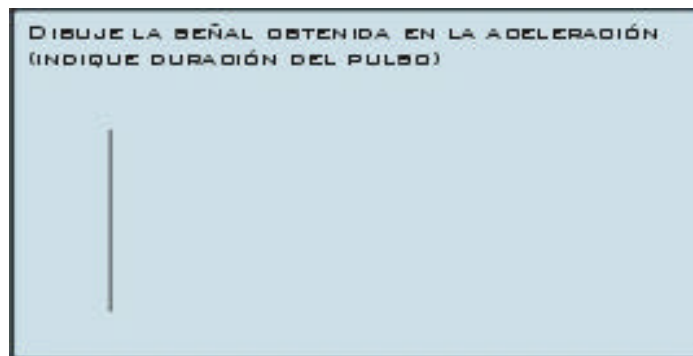 DIBUJE LA SEÑAL OBTENIDA EN LA ACELERACIÓN
(INDIQUE DURACIÓN DEL PULSO)